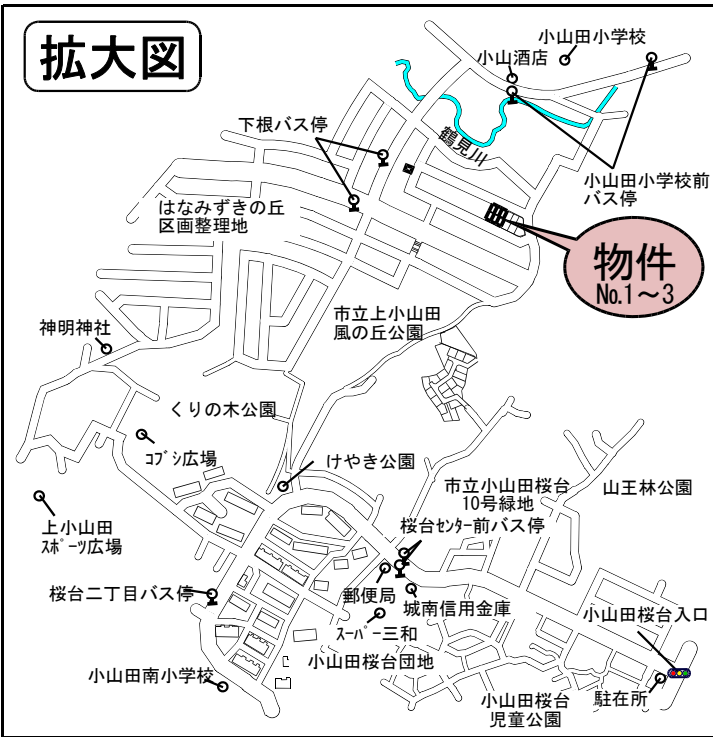 拡大図
小山田小学校
小山酒店
下根バス停
鶴見川
小山田小学校前
バス停
はなみずきの丘
区画整理地
物件
No.1～3
市立上小山田
風の丘公園
神明神社
くりの木公園
ｺﾌﾞｼ広場
けやき公園
市立小山田桜台
10号緑地
山王林公園
上小山田
ｽﾎﾟｰﾂ広場
桜台ｾﾝﾀｰ前バス停
桜台二丁目バス停
郵便局
城南信用金庫
小山田桜台入口
ｽｰﾊﾟｰ三和
小山田桜台団地
小山田南小学校
小山田桜台
児童公園
駐在所